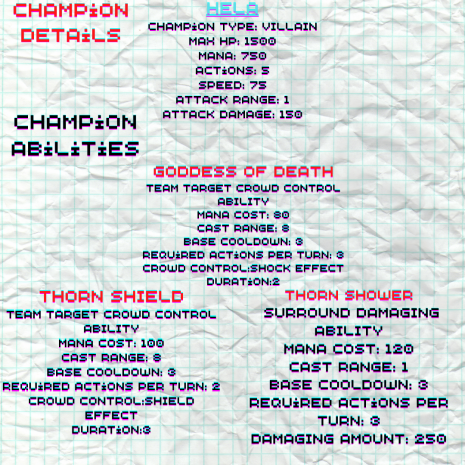 CHAMPiON
DETAiLS
HELA
CHAMPiON TYPE: VILLAIN
MAX HP: 1500
MANA: 750
ACTiONS: 5
SPEED: 75
ATTACK RANGE: 1
ATTACK DAMAGE: 150
CHAMPiON
ABiLiTiES
GODDESS OF DEATH
TEAM TARGET CROWD CONTROL
ABiLITY
MANA COST: 80
CAST RANGE: 8
BASE COOLDOWN: 3
REQUiRED ACTiONS PER TURN: 3
CROWD CONTROL:SHOCK EFFECT
DURATiON:2
THORN SHIELD
TEAM TARGET CROWD CONTROL
ABiLITY
MANA COST: 100
CAST RANGE: 8
BASE COOLDOWN: 3
REQUiRED ACTiONS PER TURN: 2
CROWD CONTROL:SHiELD
EFFECT
DURATiON:3
THORN SHOWER
SURROUND DAMAGING
ABiLiTY
MANA COST: 120
CAST RANGE: 1
BASE COOLDOWN: 3
REQUiRED ACTiONS PER
TURN: 3
DAMAGiNG AMOUNT: 250